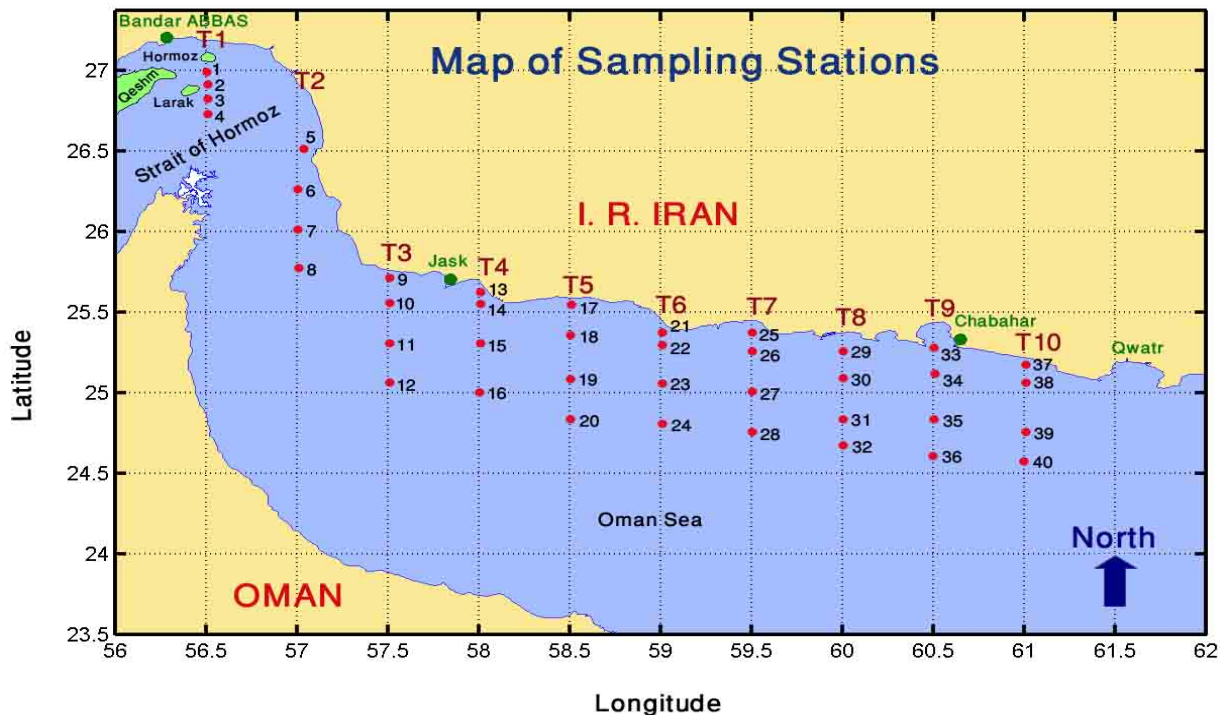 Bandar ABBAS
T1
Hormoz
Map of Sampling Stations
27
Qeshm
1
2
T2
Larak
3
4
Strait of Hormoz
5
26.5
6
I. R. IRAN
26
7
8
T3
Jask
T4
9
13
T5
10
14
17
T6
T7
T8
T9
Chabahar
25.5
21
25
11
15
18
22
26
29
33
T10
Qwatr
37
12
16
19
23
27
30
34
38
25
20
24
28
31
35
39
32
36
40
24.5
Oman Sea
North
24
OMAN
23.5
56
56.5
57
57.5
58
58.5
59
59.5
60
60.5
61
61.5
62
Latitude
Longitude